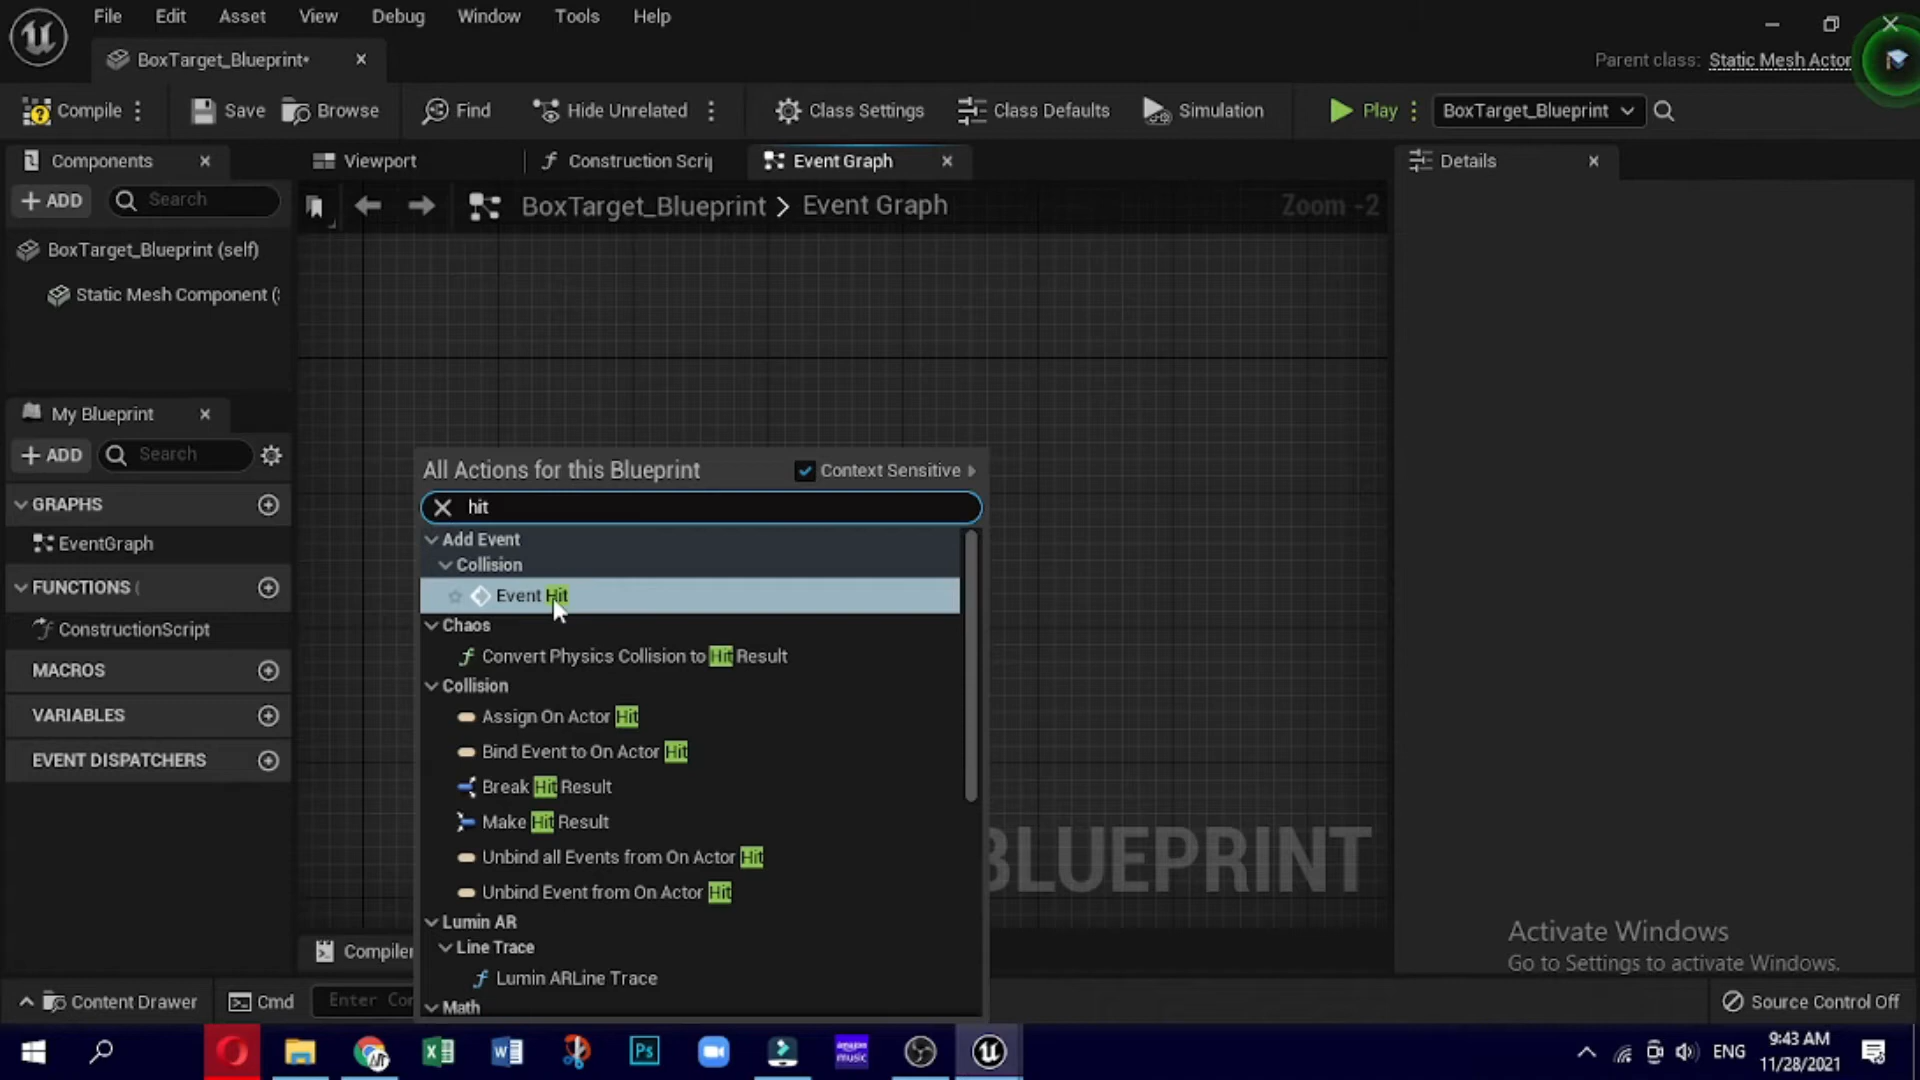 File Edit Asset View Debug Window Tools Help
BoxTarget_Blueprint•
Parent class: Static Mesh Actor
Compile Save Browse Find Hide Unrelated Class Settings Class Defaults Simulation Play BoxTarget_Blueprint
Components Viewport Construction Scrip Event Graph Details
+ ADD Search
BoxTarget_Blueprint > Event Graph
Zoom -2
BoxTarget_Blueprint (self)
Static Mesh Component (
My Blueprint
+ ADD Search
GRAPHS
EventGraph
FUNCTIONS (
ConstructionScript
MACROS
VARIABLES
EVENT DISPATCHERS
All Actions for this Blueprint Context Sensitive
hit
Add Event
Collision
Event Hit
Chaos
Convert Physics Collision to Hit Result
Collision
Assign On Actor Hit
Bind Event to On Actor Hit
Break Hit Result
Make Hit Result
Unbind all Events from On Actor Hit
Unbind Event from On Actor Hit
Lumin AR
Line Trace
Lumin ARLine Trace
Math
BLUEPRINT
Compiler
Activate Windows
Go to Settings to activate Windows.
Content Drawer Cmd Enter Con Source Control Off
Ps
amazon music
ENG
9:43 AM
11/28/2021